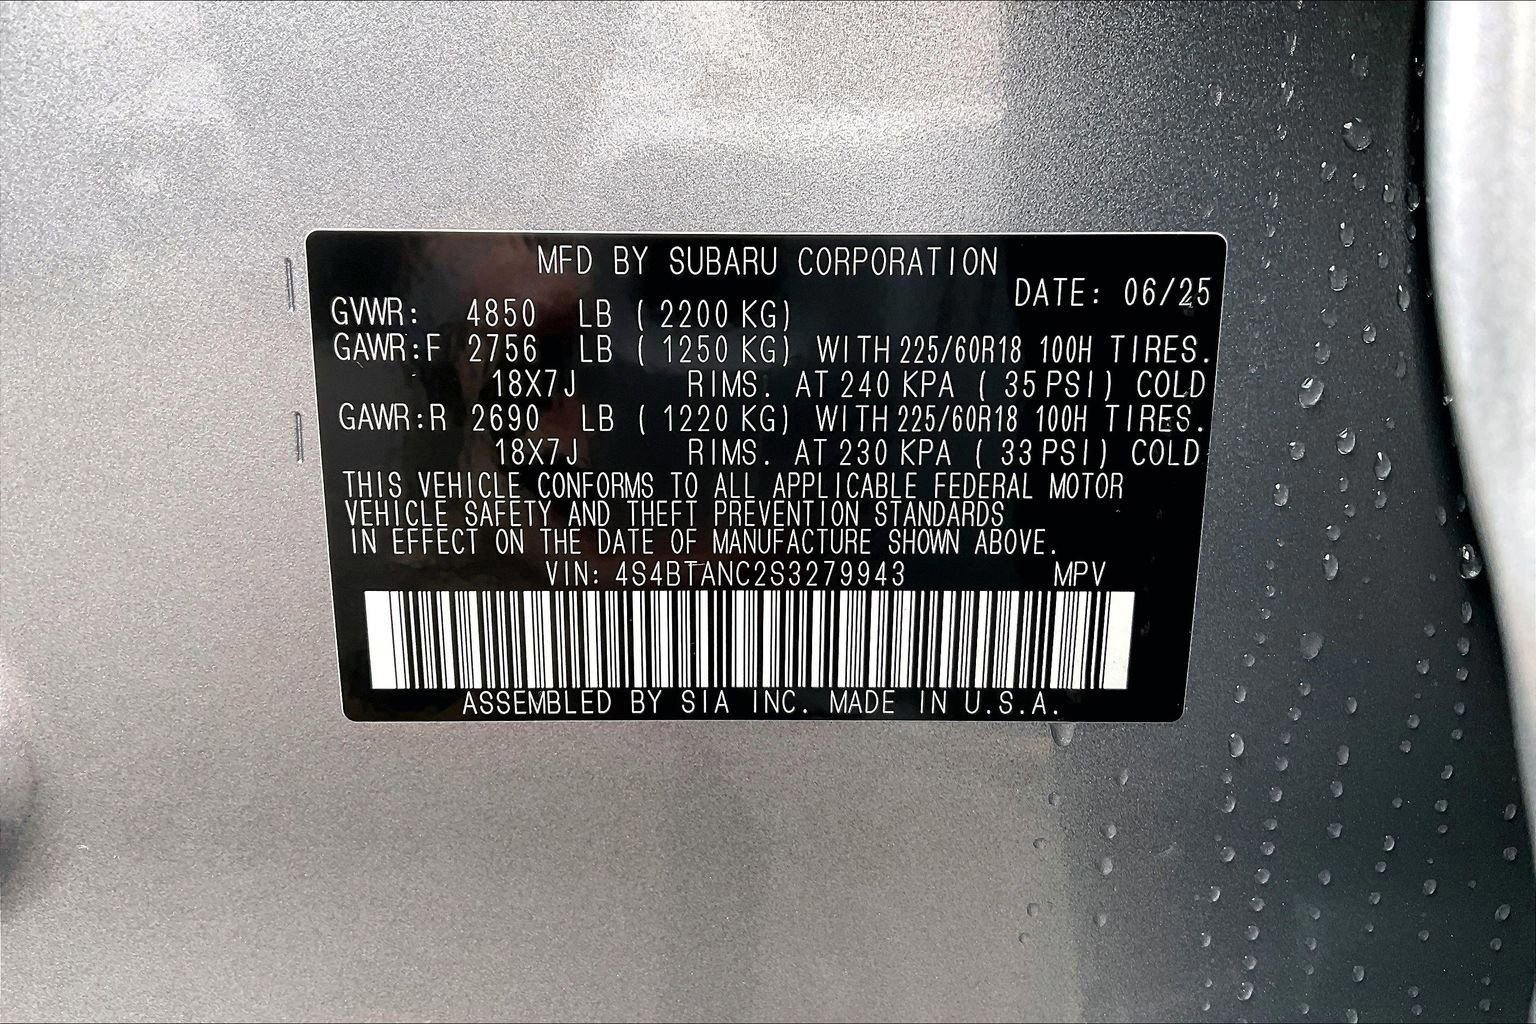 MFD BY SUBARU CORPORATION
DATE: 06/25
GVWR: 4850 LB ( 2200 KG)
GAWR:F 2756 LB ( 1250 KG) WITH 225/60R18 100H TIRES.
18X7J RIMS. AT 240 KPA ( 35 PSI) COLD
GAWR:R 2690 LB ( 1220 KG) WITH 225/60R18 100H TIRES.
18X7J RIMS. AT 230 KPA ( 33 PSI) COLD
THIS VEHICLE CONFORMS TO ALL APPLICABLE FEDERAL MOTOR
VEHICLE SAFETY AND THEFT PREVENTION STANDARDS
IN EFFECT ON THE DATE OF MANUFACTURE SHOWN ABOVE.
VIN: 4S4BTANC2S3279943 MPV
ASSEMBLED BY SIA INC. MADE IN U.S.A.